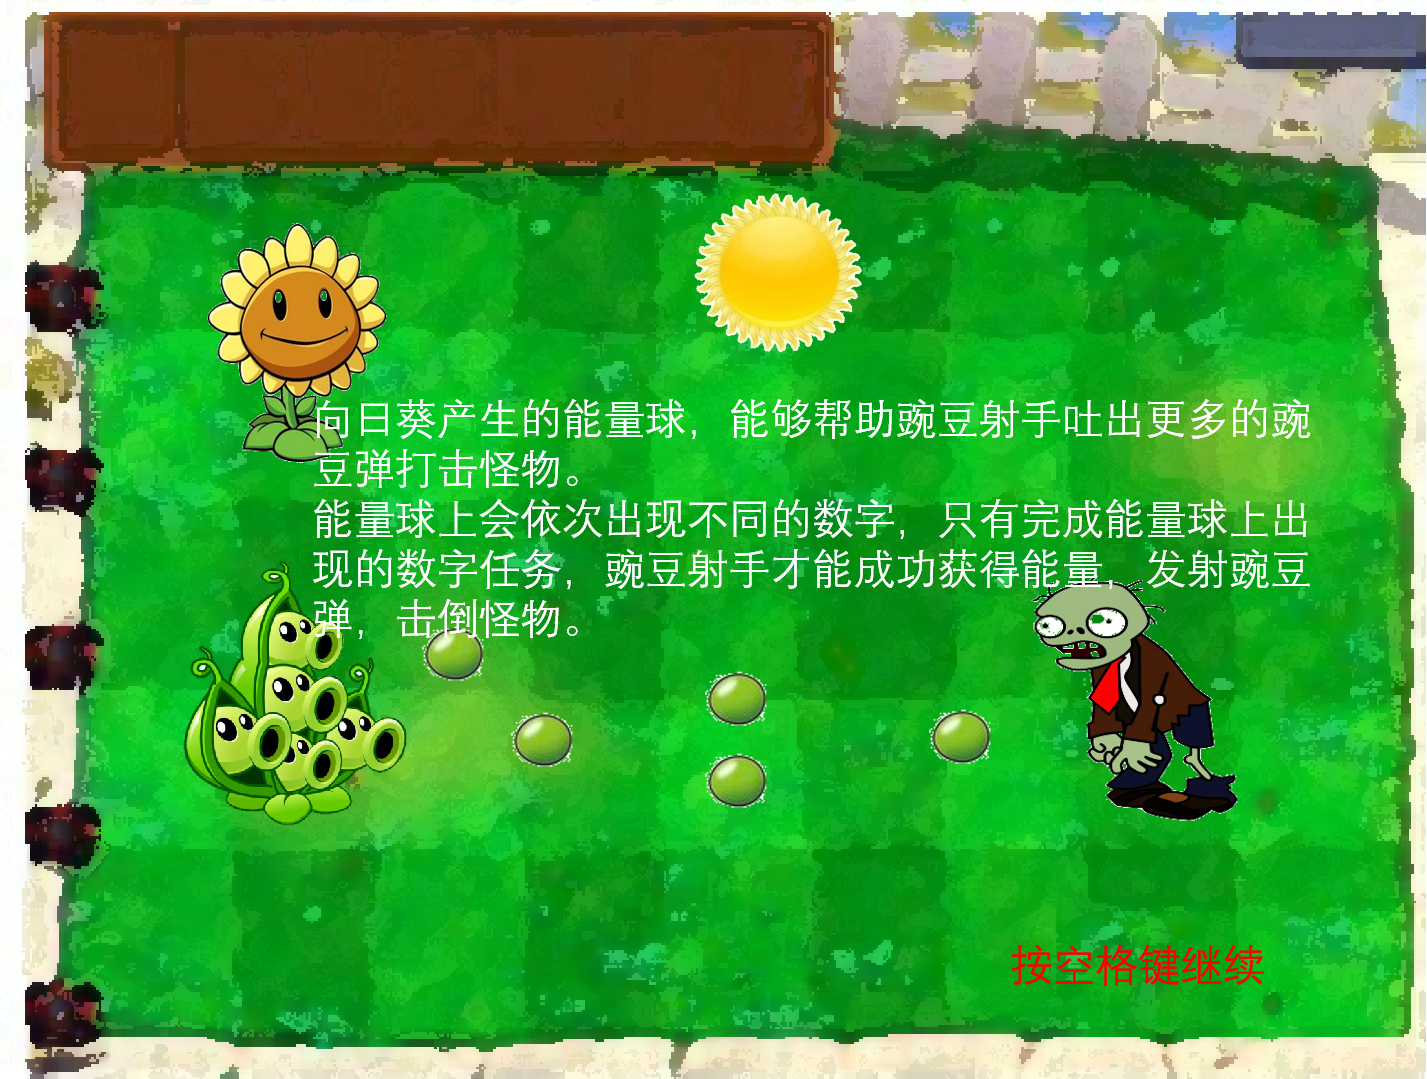 向日葵产生的能量球，能够帮助豌豆射手吐出更多的豌
豆弹打击怪物。
能量球上会依次出现不同的数字，只有完成能量球上出
现的数字任务，豌豆射手才能成功获得能量，发射豌豆
弹，击倒怪物。
按空格键继续